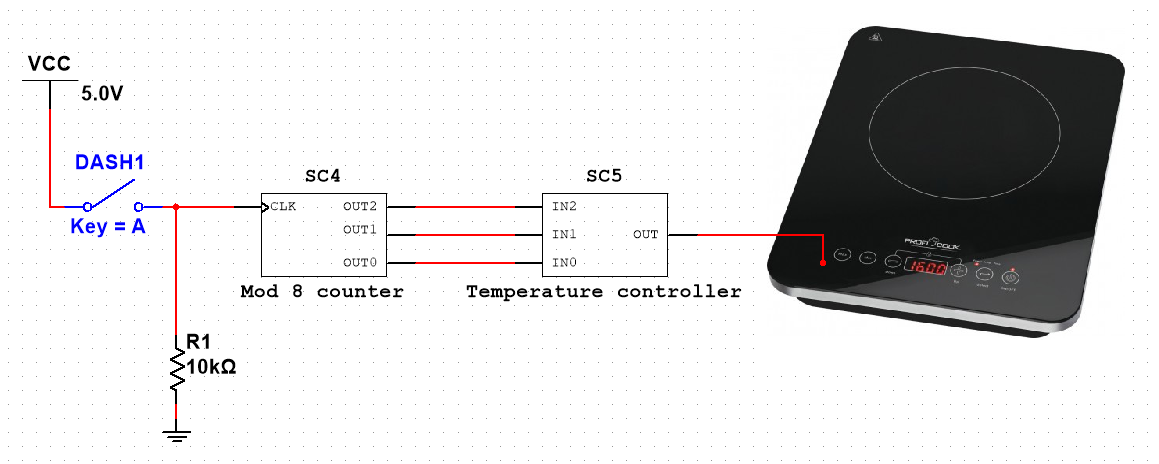 VCC
5.0V
DASH1
Key = A
SC4
CLK
OUT2
OUT1
OUT0
Mod 8 counter
SC5
IN2
IN1
IN0
OUT
Temperature controller
R1
10kΩ
PROFI COOK
1600